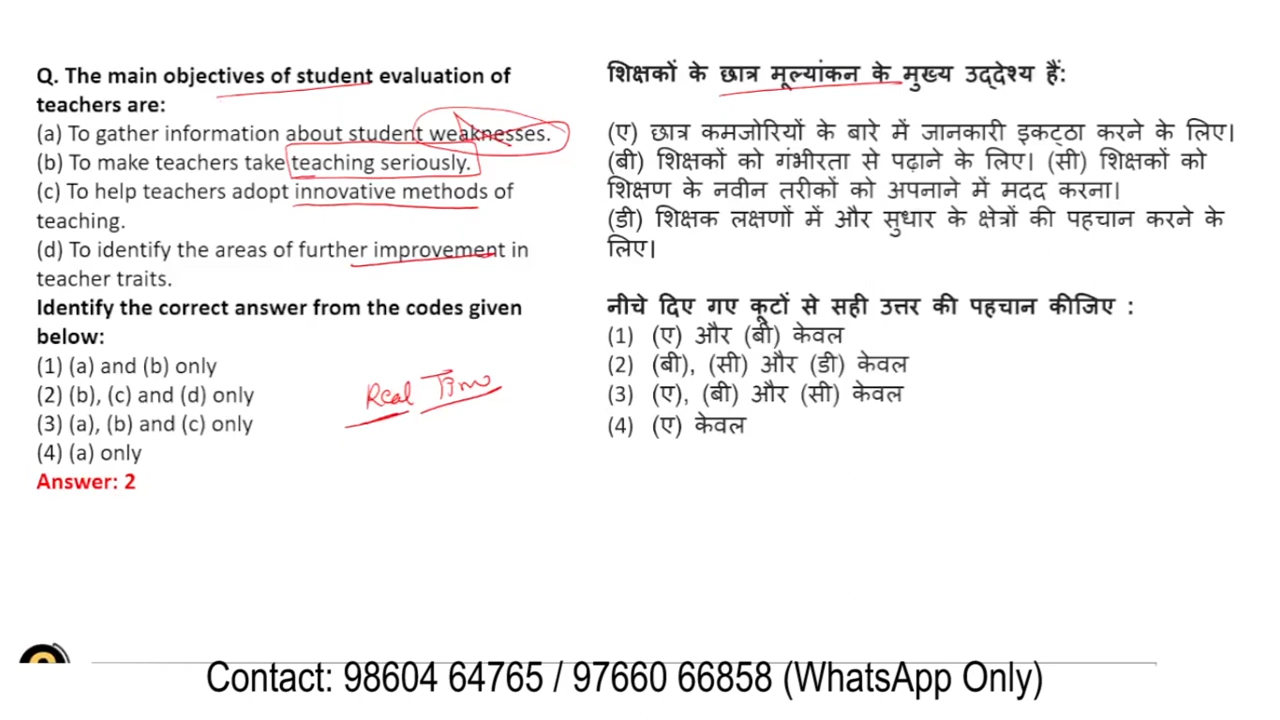 Q. The main objectives of student evaluation of
teachers are:
(a) To gather information about student weaknesses.
(b) To make teachers take teaching seriously.
(c) To help teachers adopt innovative methods of
teaching.
(d) To identify the areas of further improvement in
teacher traits.
Identify the correct answer from the codes given
below:
(1) (a) and (b) only
(2) (b), (c) and (d) only
(3) (a), (b) and (c) only
(4) (a) only
Answer: 2
Real Time
शिक्षकों के छात्र मूल्यांकन के मुख्य उद्देश्य हैं:
(ए) छात्र कमजोरियों के बारे में जानकारी इकट्ठा करने के लिए।
(बी) शिक्षकों को गंभीरता से पढ़ाने के लिए। (सी) शिक्षकों को
शिक्षण के नवीन तरीकों को अपनाने में मदद करना।
(डी) शिक्षक लक्षणों में और सुधार के क्षेत्रों की पहचान करने के
लिए।
नीचे दिए गए कूटों से सही उत्तर की पहचान कीजिए :
(1) (ए) और (बी) केवल
(2) (बी), (सी) और (डी) केवल
(3) (ए), (बी) और (सी) केवल
(4) (ए) केवल
Contact: 98604 64765 / 97660 66858 (WhatsApp Only)